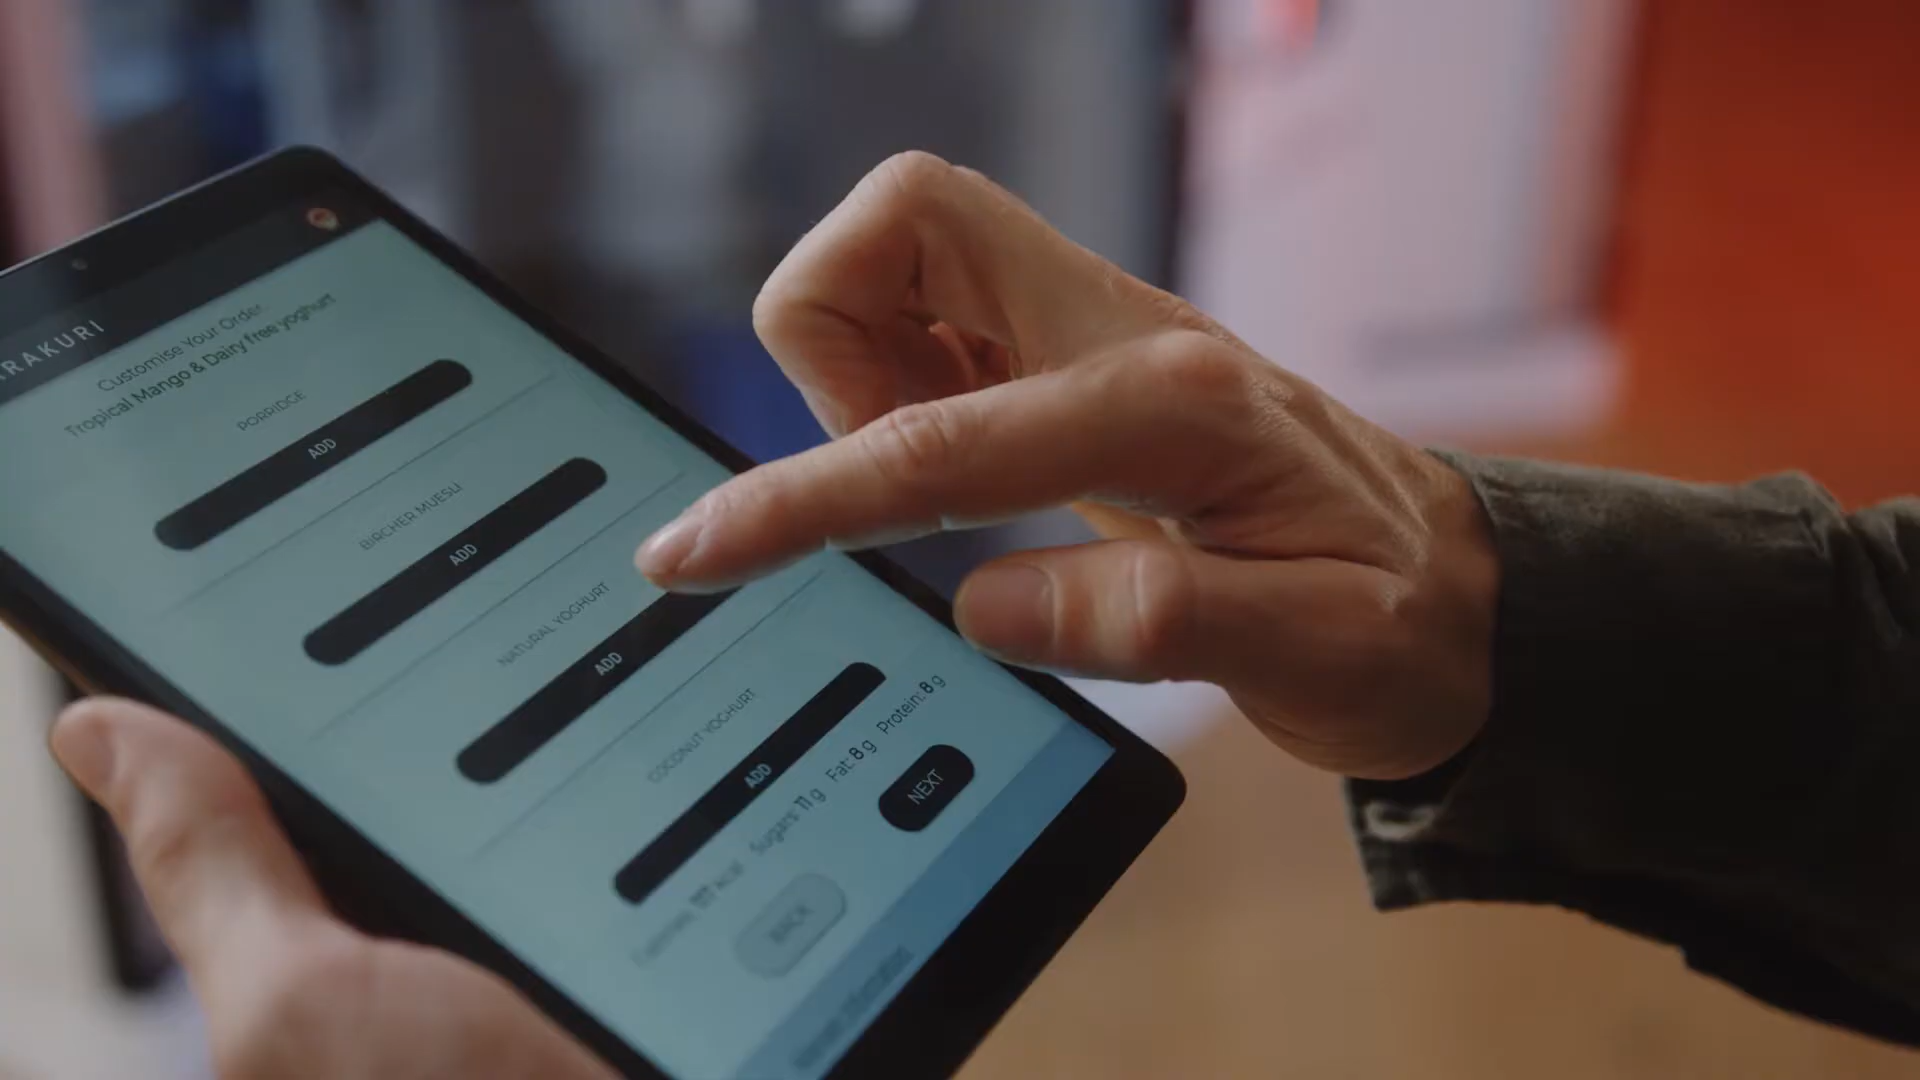 RAKURI
Customise Your Order
Tropical Mango & Dairy free yoghurt
PORRIDGE
ADD
BIRCHER MUESLI
ADD
NATURAL YOGHURT
ADD
COCONUT YOGHURT
ADD
Sugars: 11 g Fat: 8 g Protein: 8 g
BACK
NEXT